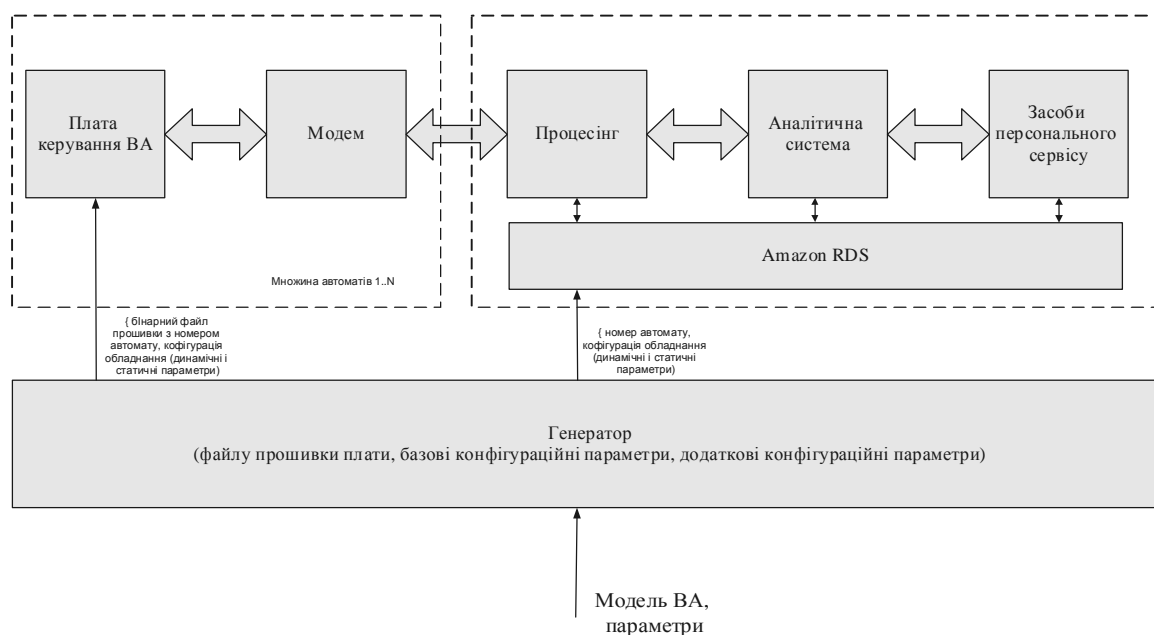 Плата
керування ВА
Модем
Процесінг
Аналітична
система
Засоби
персонального
сервісу
Amazon RDS
Множина автоматів 1..N
{ бІнарний файл
прошивки з номером
автомату, кофігурація
обладнання (динамічні і
статичні параметри)
{ номер автомату,
кофігурація обладнання
(динамічні і статичні
параметри)
Генератор
(файлу прошивки плати, базові конфігураційні параметри, додаткові конфігураційні параметри)
Модель ВА,
параметри